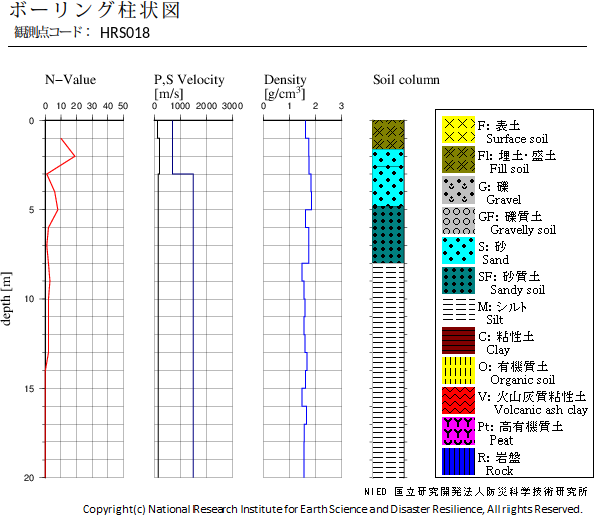 ボーリング柱状図
観測点コード： HRS018
N−Value P,S Velocity Density Soil column
[m/s] [g/cm³]
0 10 20 30 40 50 0 1000 2000 3000 0 1 2 3
0
5
10
15
20
depth [m]
F: 表土
Surface soil
Fl: 埋土・盛土
Fill soil
G: 礫
Gravel
GF: 礫質土
Gravelly soil
S: 砂
Sand
SF: 砂質土
Sandy soil
M: シルト
Silt
C: 粘性土
Clay
O: 有機質土
Organic soil
V: 火山灰質粘性土
Volcanic ash clay
Pt: 高有機質土
Peat
R: 岩盤
Rock
NIED 国立研究開発法人防災科学技術研究所
Copyright(c) National Research Institute for Earth Science and Disaster Resilience, All rights Reserved.